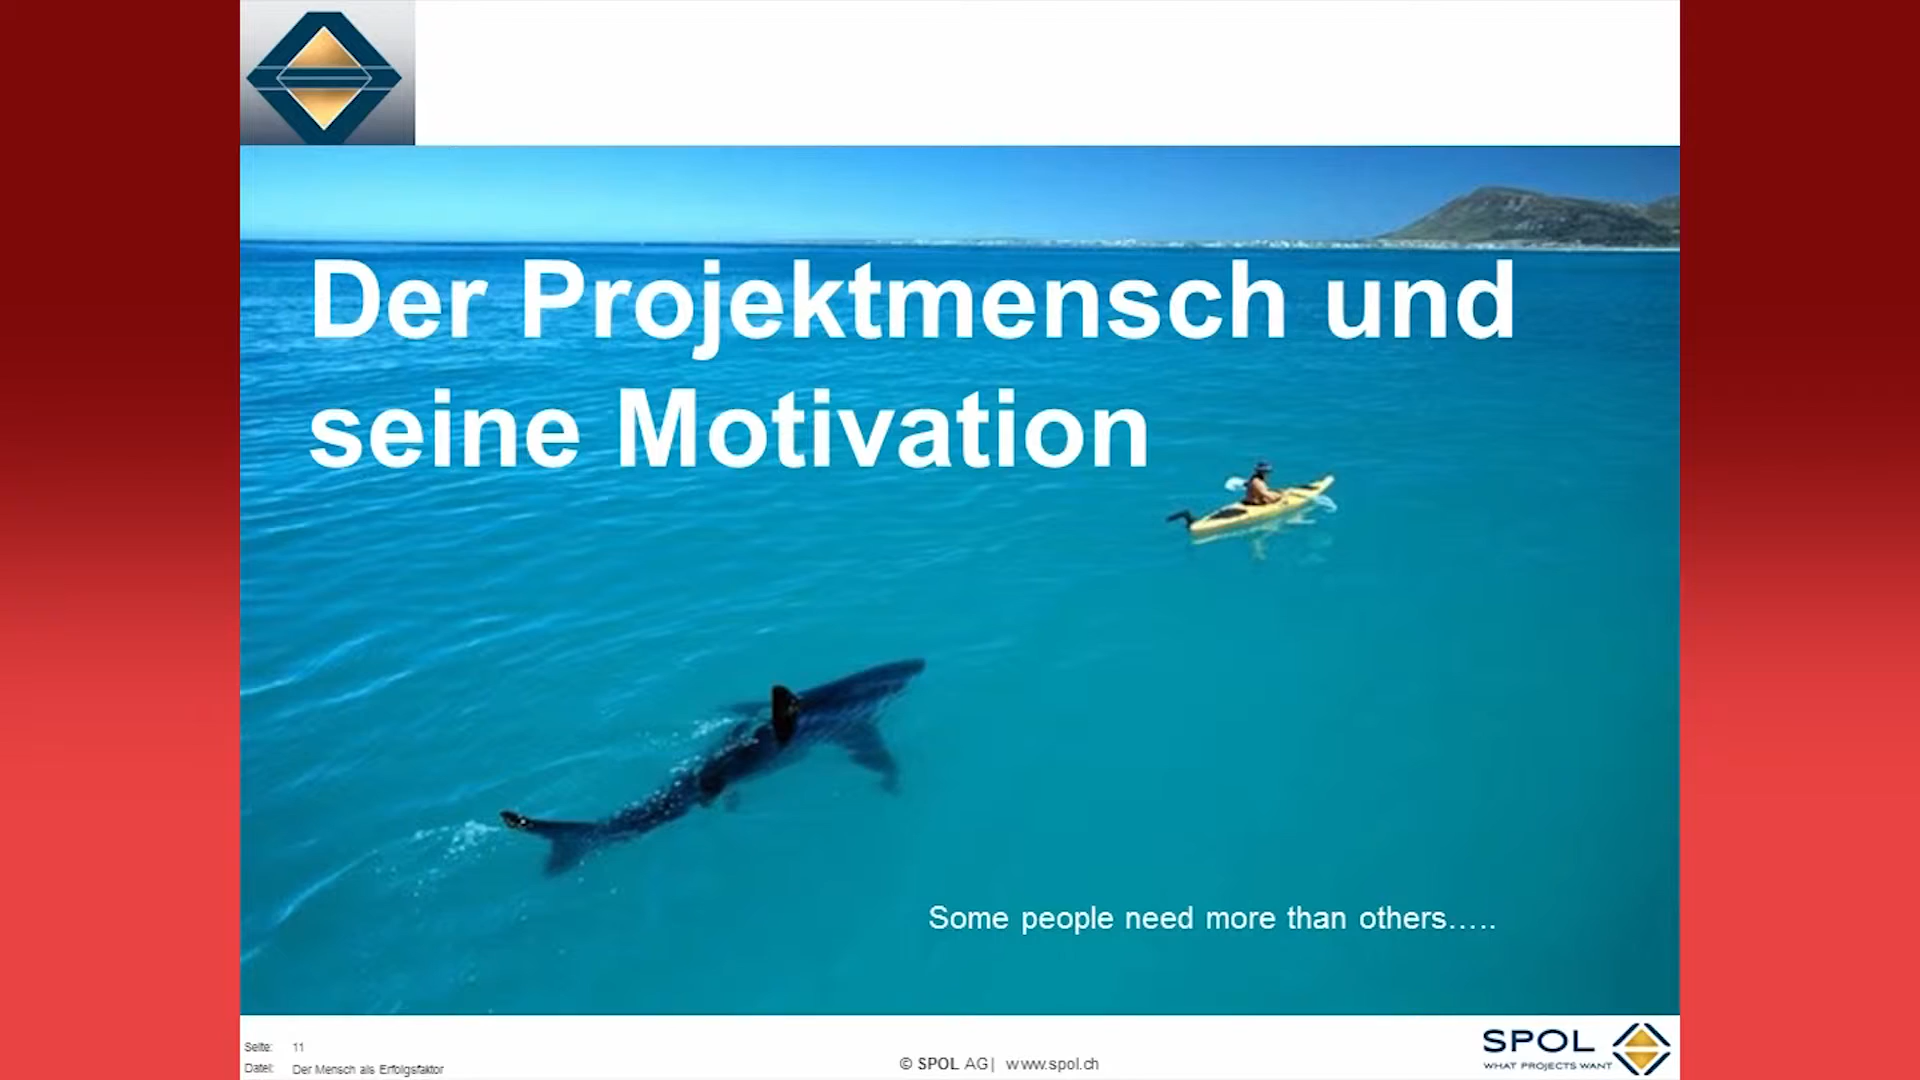 Der Projektmensch und
seine Motivation
Some people need more than others.....
Seite: 11
Datei: Der Mensch als Erfolgsfaktor
© SPOL AG| www.spol.ch
SPOL
WHAT PROJECTS WANT